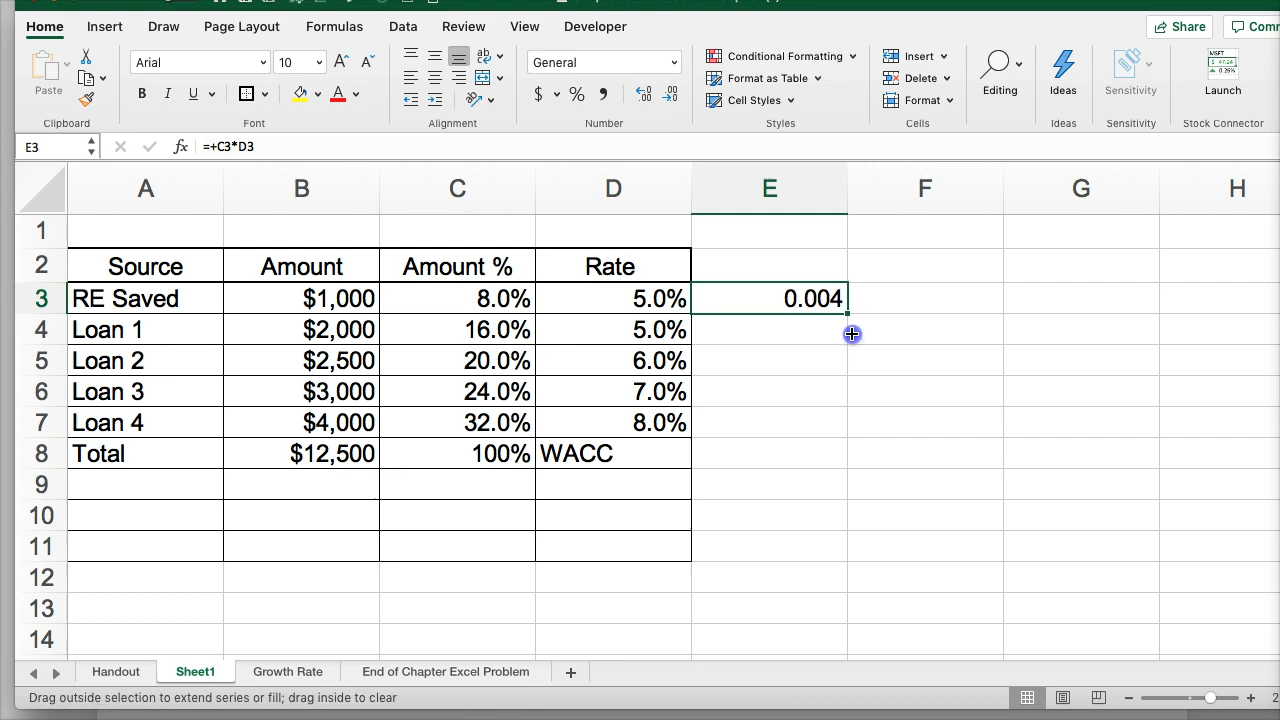 Home Insert Draw Page Layout Formulas Data Review View Developer Share
Paste Arial 10 General Conditional Formatting Insert
B I U $ % Format as Table Delete
Cell Styles Format Editing Ideas Sensitivity Launch
Clipboard Font Alignment Number Styles Cells Ideas Sensitivity Stock Connector
E3 fx =+C3*D3
A B C D E F G H
1
2 Source Amount Amount % Rate
3 RE Saved $1,000 8.0% 5.0% 0.004
4 Loan 1 $2,000 16.0% 5.0%
5 Loan 2 $2,500 20.0% 6.0%
6 Loan 3 $3,000 24.0% 7.0%
7 Loan 4 $4,000 32.0% 8.0%
8 Total $12,500 100% WACC
9
10
11
12
13
14
Handout Sheet1 Growth Rate End of Chapter Excel Problem
Drag outside selection to extend series or fill; drag inside to clear